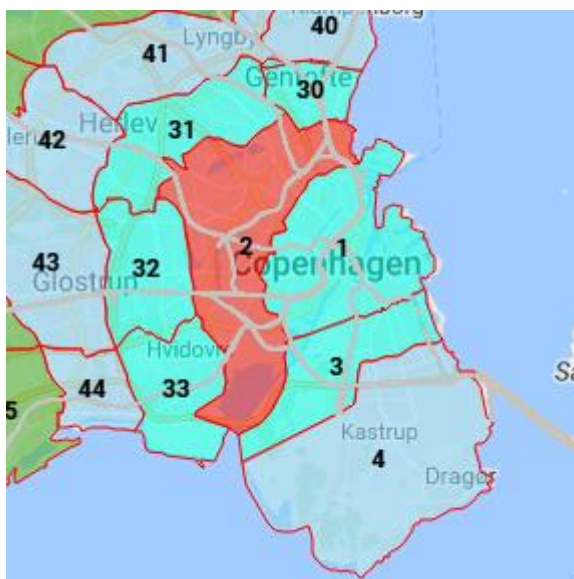 40
41
Lyngby
Gentofte
30
42
Herlev
31
2
1
Copenhagen
43
32
Glostrup
Hvidovre
3
33
44
5
Kastrup
4
Dragør